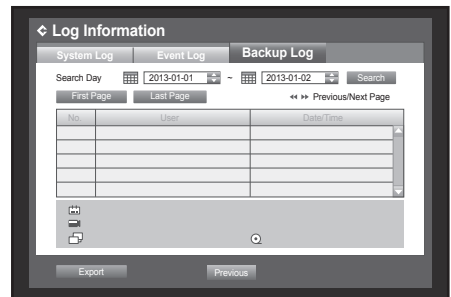 Log Information
System Log Event Log Backup Log
Search Day 2013-01-01 ~ 2013-01-02 Search
First Page Last Page Previous/Next Page
No. User Date/Time
Export Previous